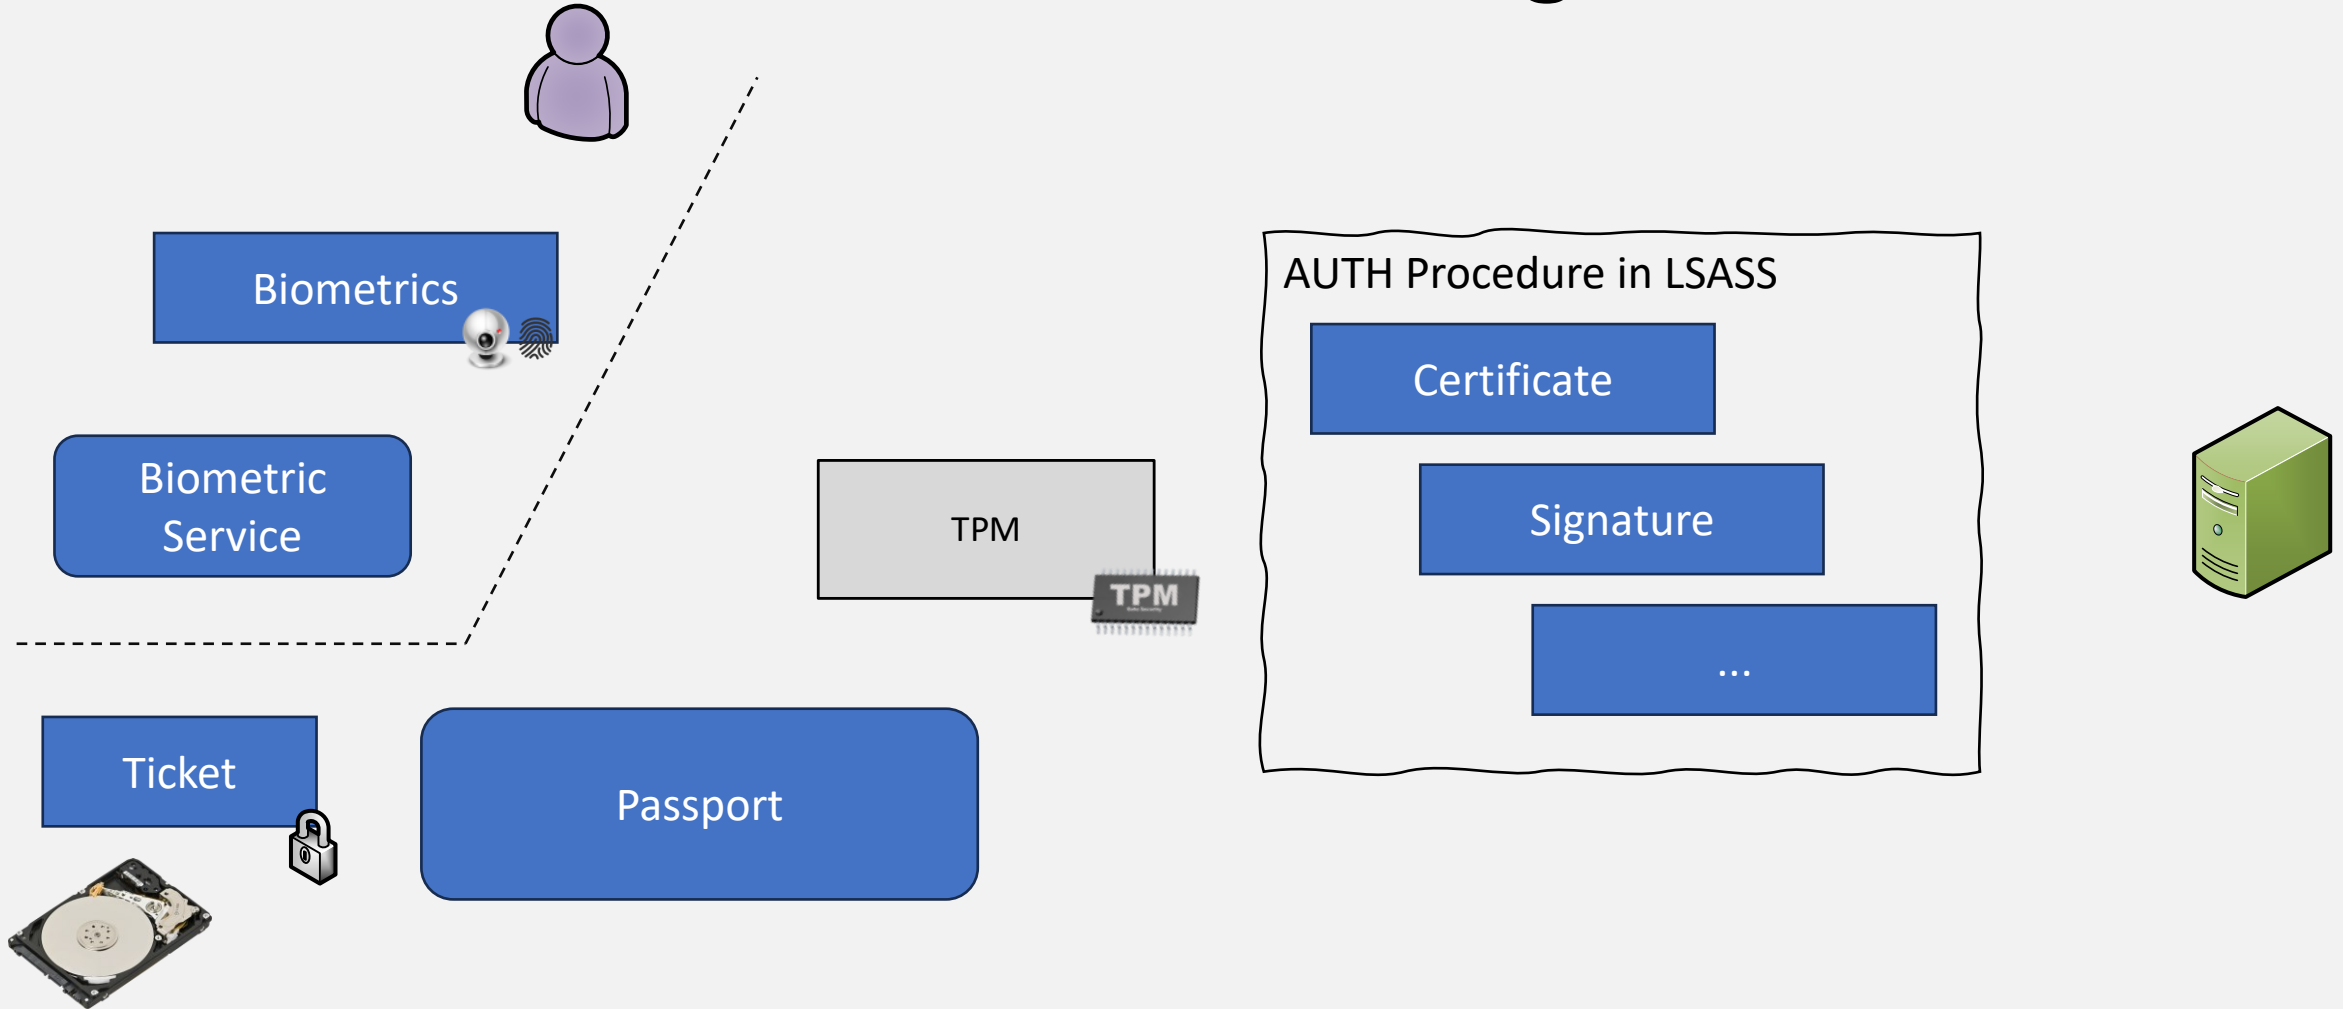 Biometrics
AUTH Procedure in LSASS
Certificate
Biometric
Service
Signature
TPM
TPM
...
Ticket
Passport